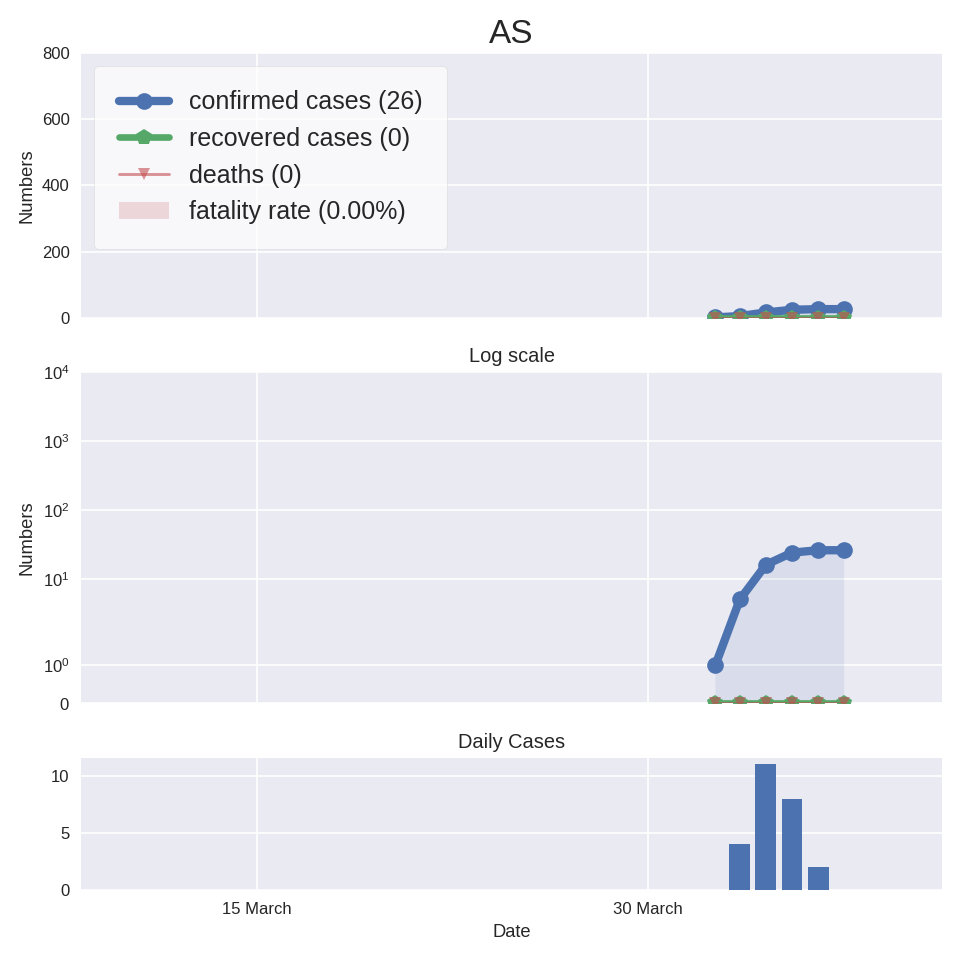 AS
800
600
400
200
0
Numbers
confirmed cases (26)
recovered cases (0)
deaths (0)
fatality rate (0.00%)
Log scale
10⁴
10³
10²
10¹
10⁰
0
Numbers
Daily Cases
10
5
0
15 March
30 March
Date